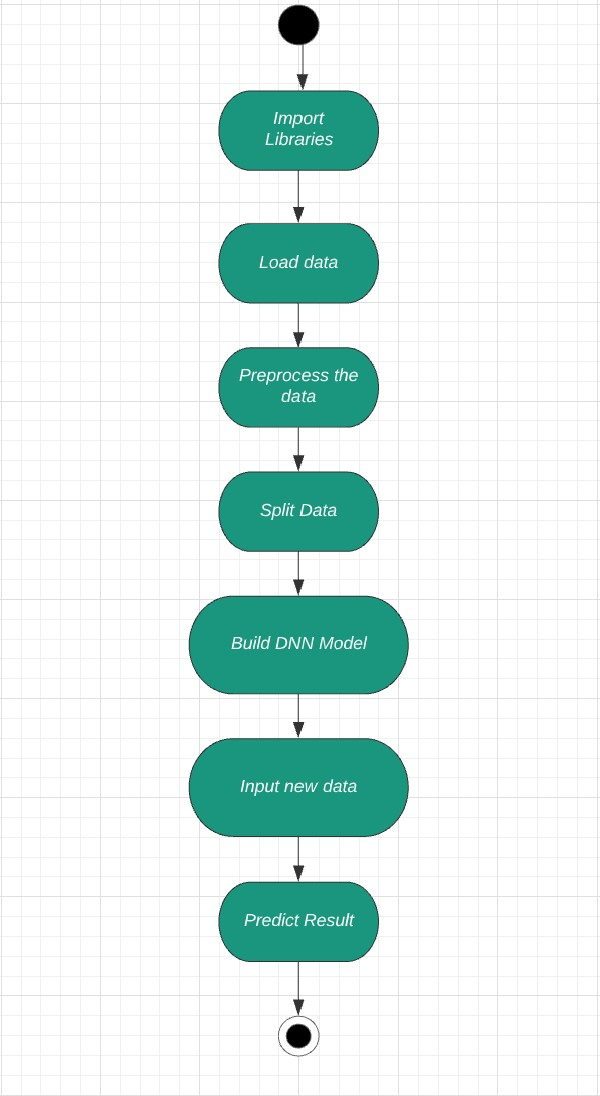 Import
Libraries
Load data
Preprocess the
data
Split Data
Build DNN Model
Input new data
Predict Result